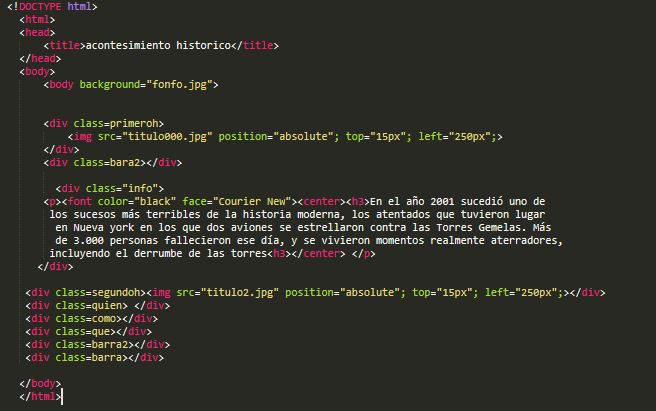 <!DOCTYPE html>
<html>
<head>
<title>acontesimiento historico</title>
</head>
<body>
<body background="fonfo.jpg">
<div class=primeroh>
<img src="titulo000.jpg" position="absolute"; top="15px"; left="250px";>
</div>
<div class=bara2></div>
<div class="info">
<p><font color="black" face="Courier New"><center><h3>En el año 2001 sucedió uno de
los sucesos más terribles de la historia moderna, los atentados que tuvieron lugar
en Nueva york en los que dos aviones se estrellaron contra las Torres Gemelas. Más
de 3.000 personas fallecieron ese día, y se vivieron momentos realmente aterradores,
incluyendo el derrumbe de las torres<h3></center> </p>
</div>
<div class=segundoh><img src="titulo2.jpg" position="absolute"; top="15px"; left="250px";></div>
<div class=quien> </div>
<div class=como></div>
<div class=que></div>
<div class=barra2></div>
<div class=barra></div>
</body>
</html>